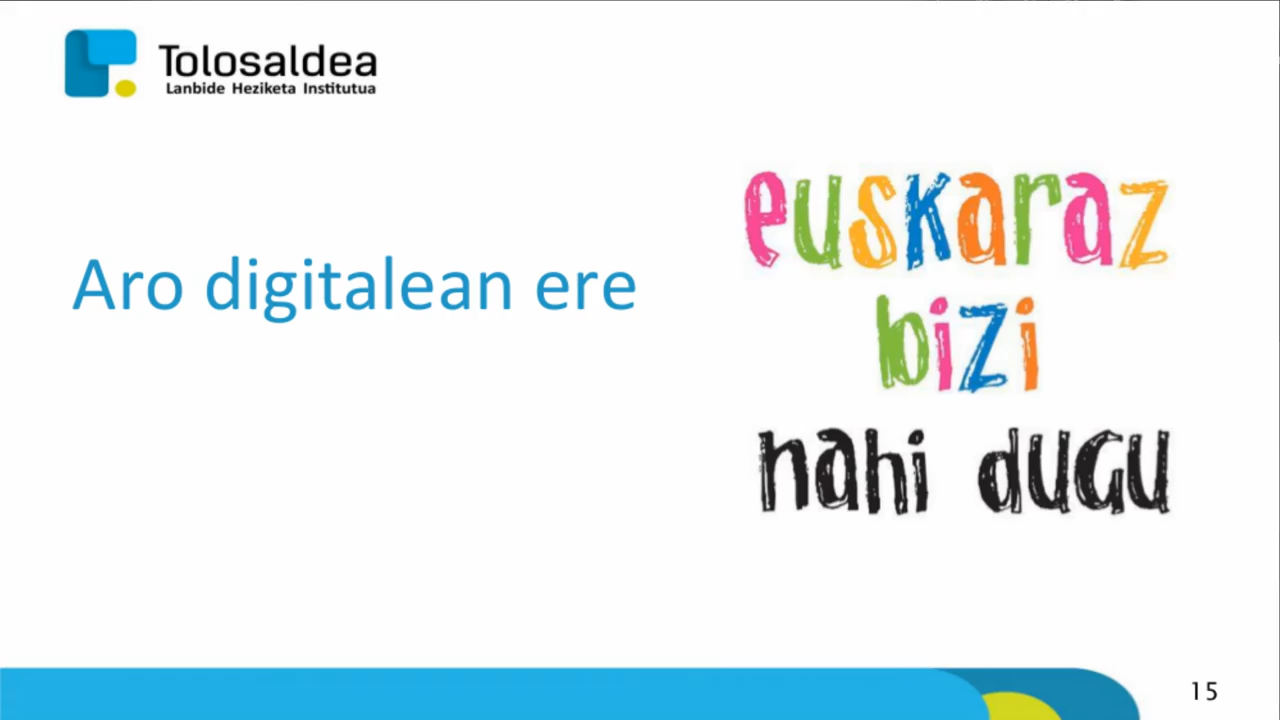 Tolosaldea
Lanbide Heziketa Institutua
Aro digitalean ere
euskaraz
bizi
nahi dugu
15